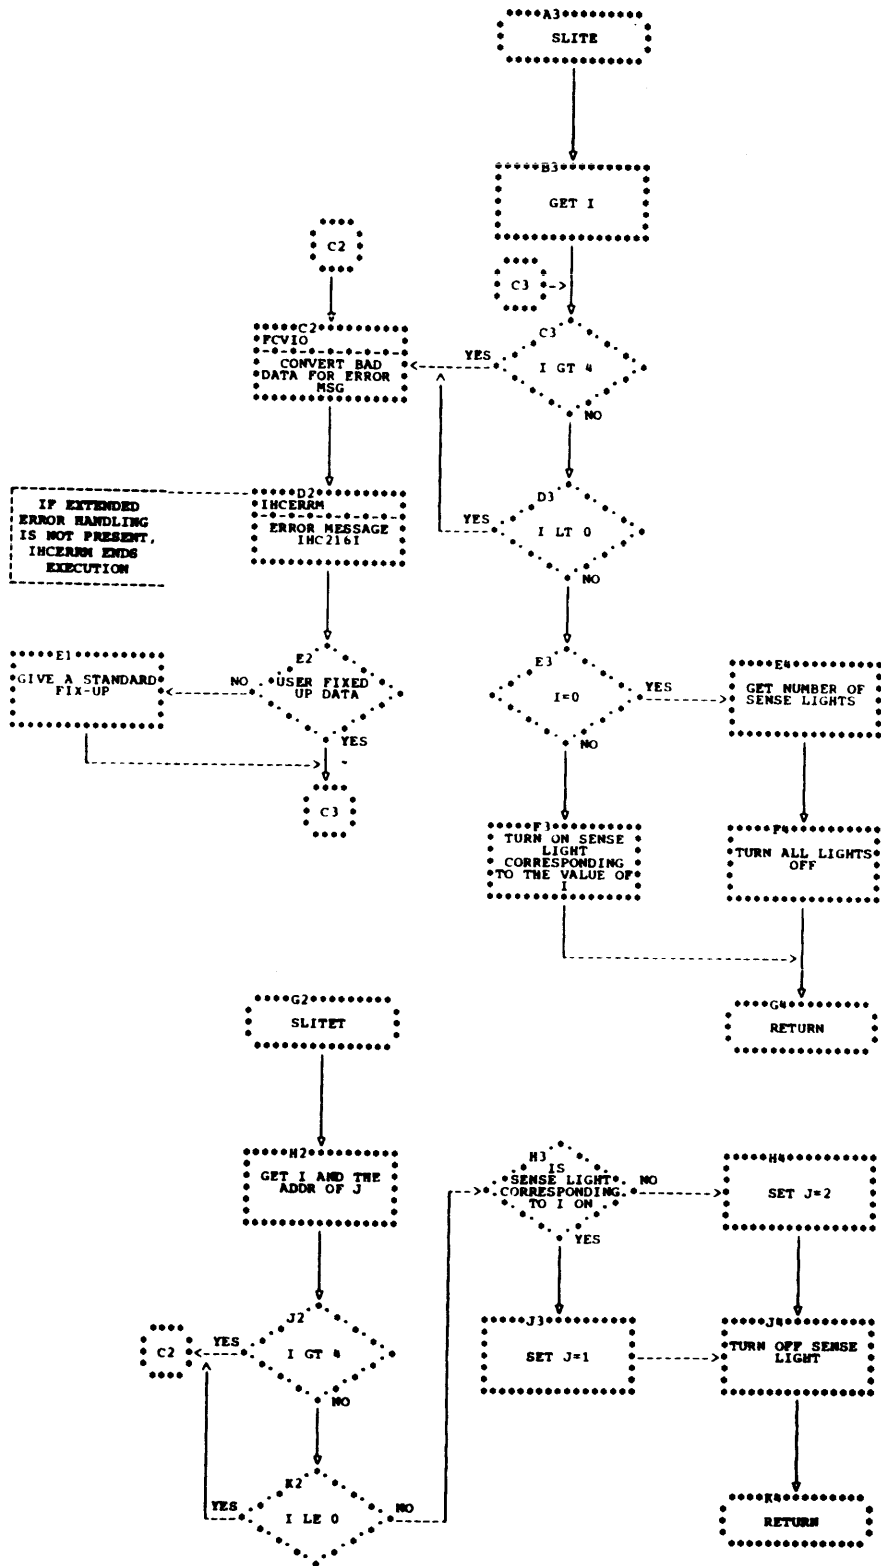 A3
SLITE
B3
GET I
C2
C3
C2
FCVIO
CONVERT BAD
DATA FOR ERROR
MSG
YES
C3
I GT 4
NO
D2
IHCERRM
ERROR MESSAGE
IHC216I
IF EXTENDED
ERROR HANDLING
IS NOT PRESENT,
IHCERRM ENDS
EXECUTION
YES
D3
I LT 0
NO
E1
GIVE A STANDARD
FIX-UP
NO
E2
USER FIXED
UP DATA
YES
E3
I=0
YES
NO
E4
GET NUMBER OF
SENSE LIGHTS
C3
F3
TURN ON SENSE
LIGHT
CORRESPONDING
TO THE VALUE OF
I
F4
TURN ALL LIGHTS
OFF
G2
SLITET
G4
RETURN
H2
GET I AND THE
ADDR OF J
H3
IS
SENSE LIGHT
CORRESPONDING
TO I ON
NO
YES
H4
SET J=2
C2
YES
J2
I GT 4
NO
J3
SET J=1
J4
TURN OFF SENSE
LIGHT
YES
K2
I LE 0
NO
K4
RETURN